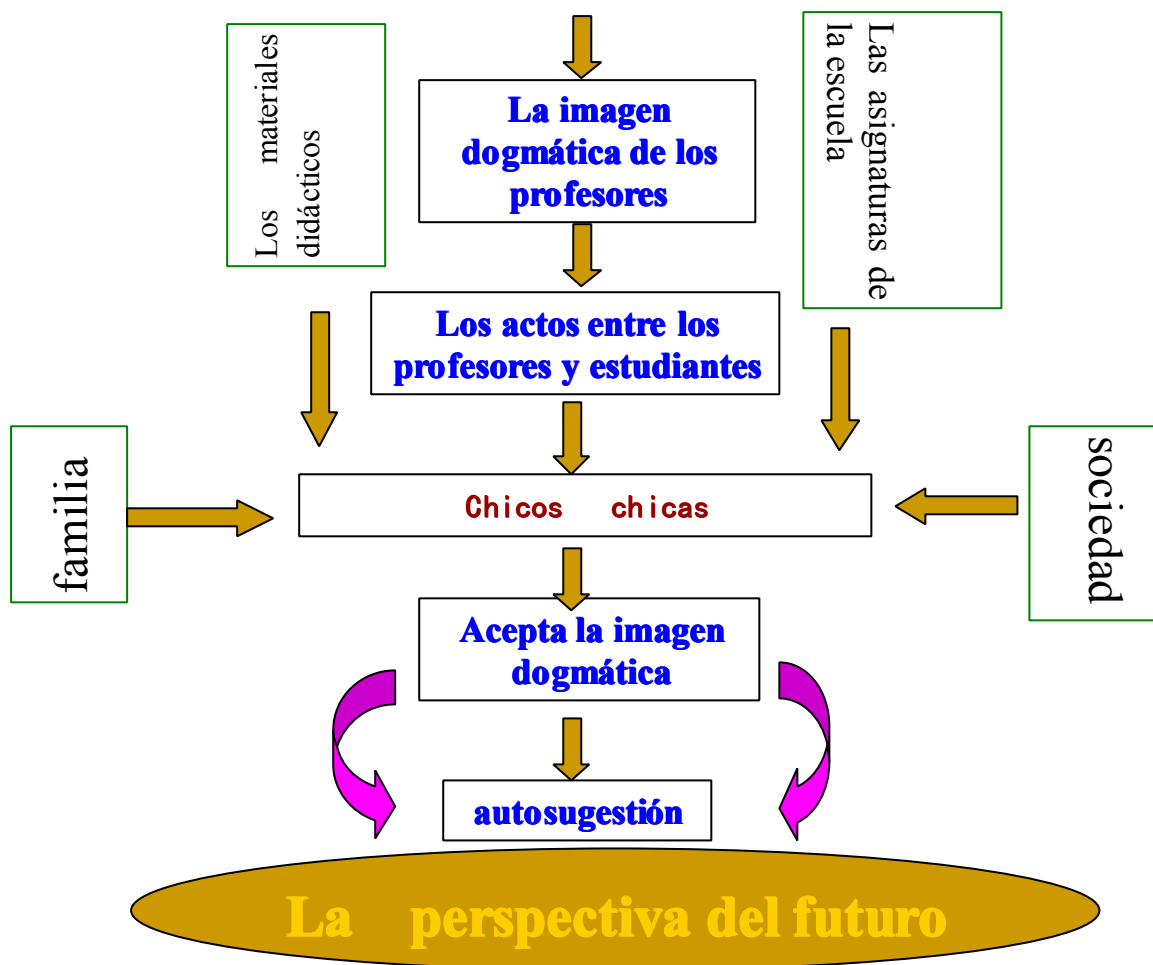 Los materiales
didácticos
La imagen
dogmática de los
profesores
Las asignaturas de
la escuela
Los actos entre los
profesores y estudiantes
familia
Chicos chicas
sociedad
Acepta la imagen
dogmática
autosugestión
La perspectiva del futuro